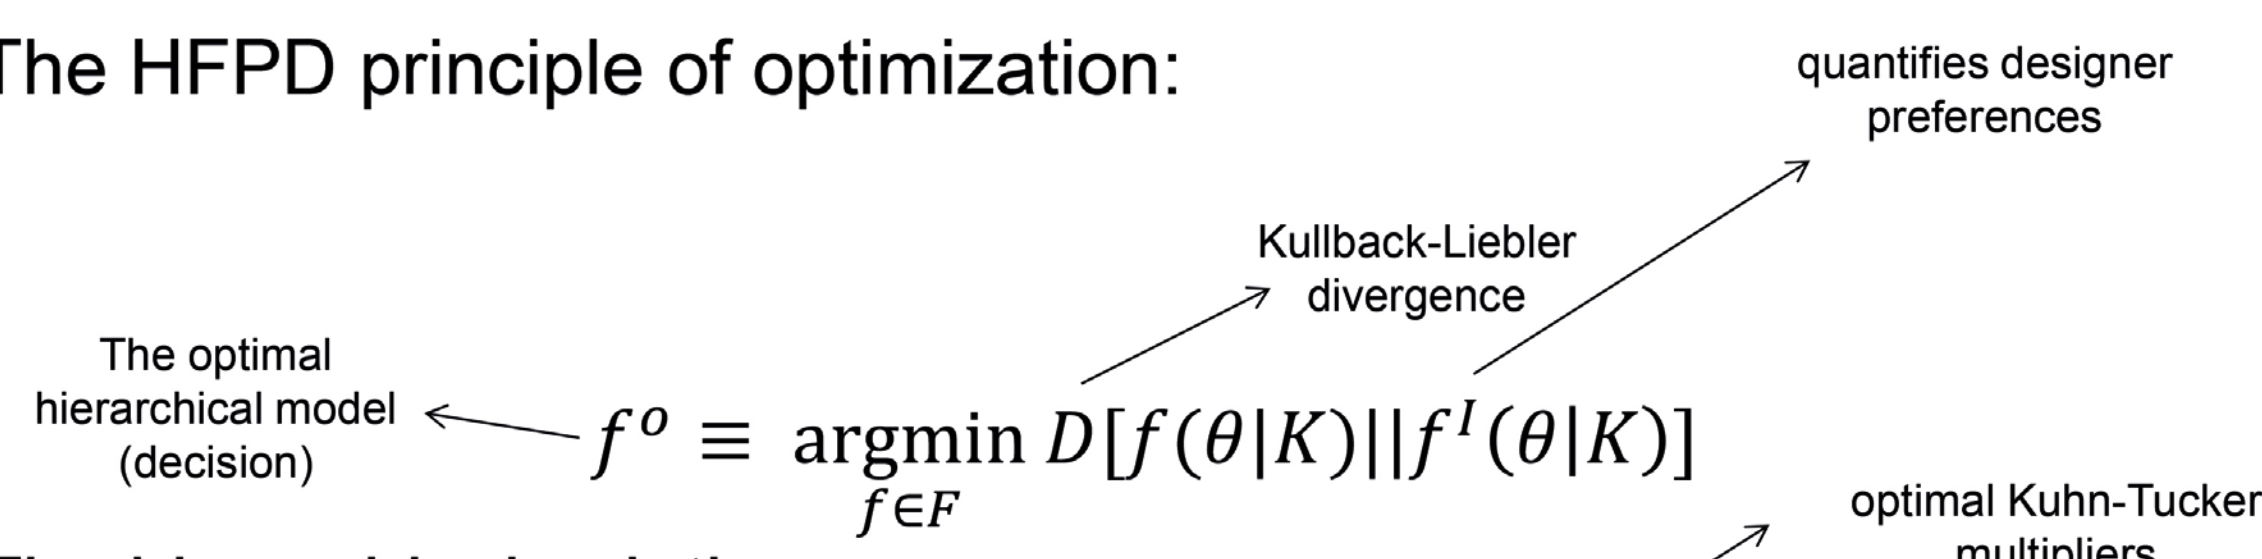 The HFPD principle of optimization:
quantifies designer
preferences
Kullback-Liebler
divergence
The optimal
hierarchical model
(decision)
f^o ≡ argmin D[f(θ|K)||f^I(θ|K)]
f∈F
optimal Kuhn-Tucker
multipliers